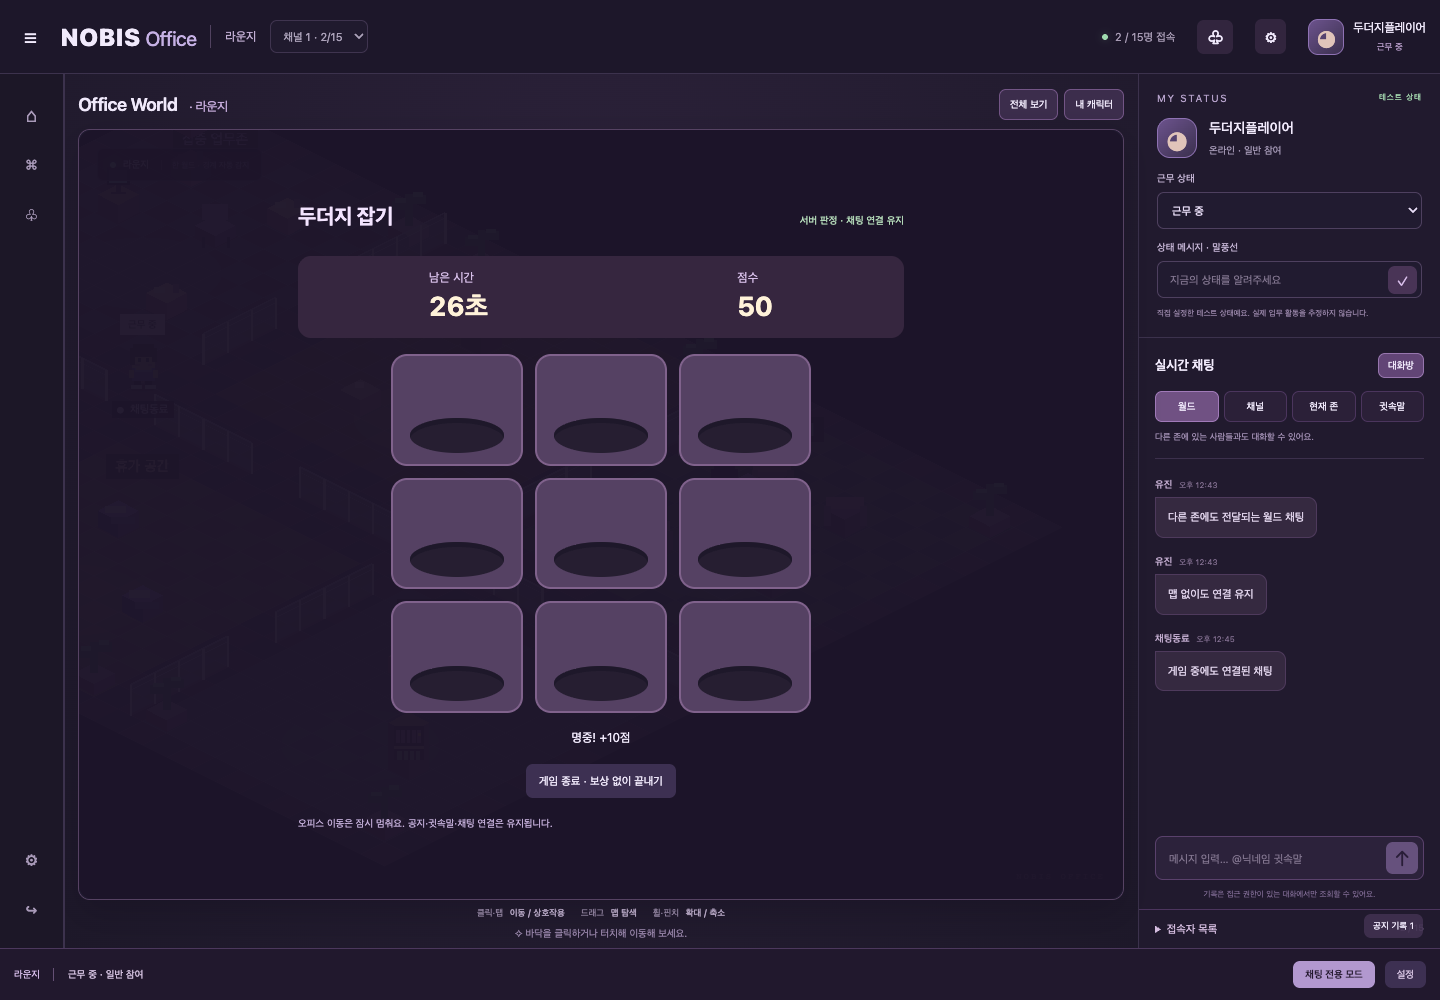 NOBIS Office
라운지
채널 1 · 2/15
2 / 15명 접속
두더지플레이어
근무 중
Office World · 라운지
전체 보기
내 캐릭터
두더지 잡기
서버 판정 · 채팅 연결 유지
남은 시간
26초
점수
50
명중! +10점
게임 종료 · 보상 없이 끝내기
오피스 이동은 잠시 멈춰요. 공지·귓속말·채팅 연결은 유지됩니다.
클릭·탭 이동 / 상호작용 드래그 맵 탐색 휠·핀치 확대 / 축소
✧ 바닥을 클릭하거나 터치해 이동해 보세요.
MY STATUS
테스트 상태
두더지플레이어
온라인 · 일반 참여
근무 상태
근무 중
상태 메시지 · 말풍선
지금의 상태를 알려주세요
직접 설정한 테스트 상태예요. 실제 업무 활동을 추정하지 않습니다.
실시간 채팅
대화방
월드
채널
현재 존
귓속말
다른 존에 있는 사람들과도 대화할 수 있어요.
유진 오후 12:43
다른 존에도 전달되는 월드 채팅
유진 오후 12:43
맵 없이도 연결 유지
채팅동료 오후 12:45
게임 중에도 연결된 채팅
메시지 입력... @닉네임 귓속말
기록은 접근 권한이 있는 대화에서만 조회할 수 있어요.
접속자 목록
공지 기록 1
라운지
근무 중 · 일반 참여
채팅 전용 모드
설정